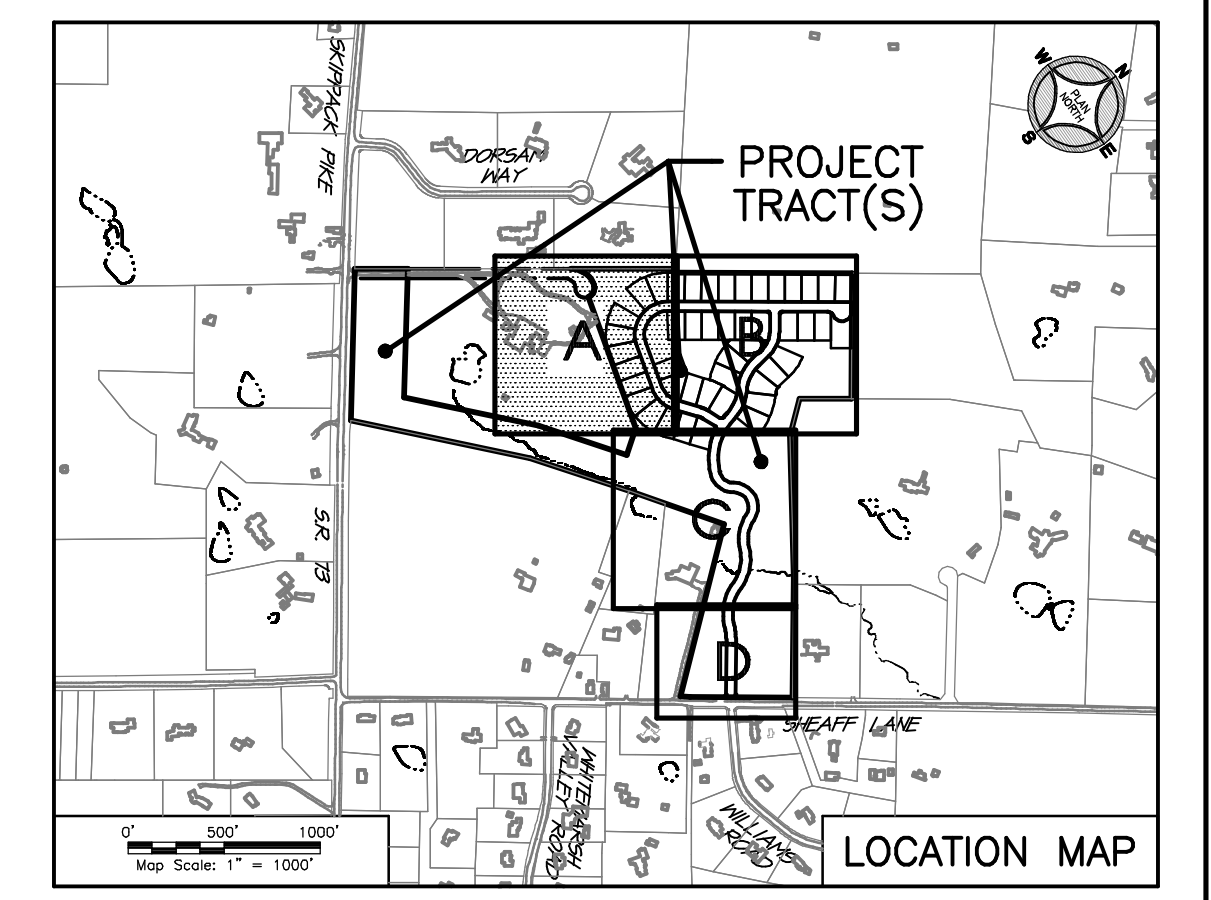 SKIPPACK PIKE
W
N
PLAN
NORTH
S
E
DORSAM
WAY
PROJECT
TRACT(S)
A
B
C
S.R. 73
D
SHEAFF LANE
WHITEMARSH
VALLEY ROAD
WILLIAMS
ROAD
0' 500' 1000'
Map Scale: 1" = 1000'
LOCATION MAP